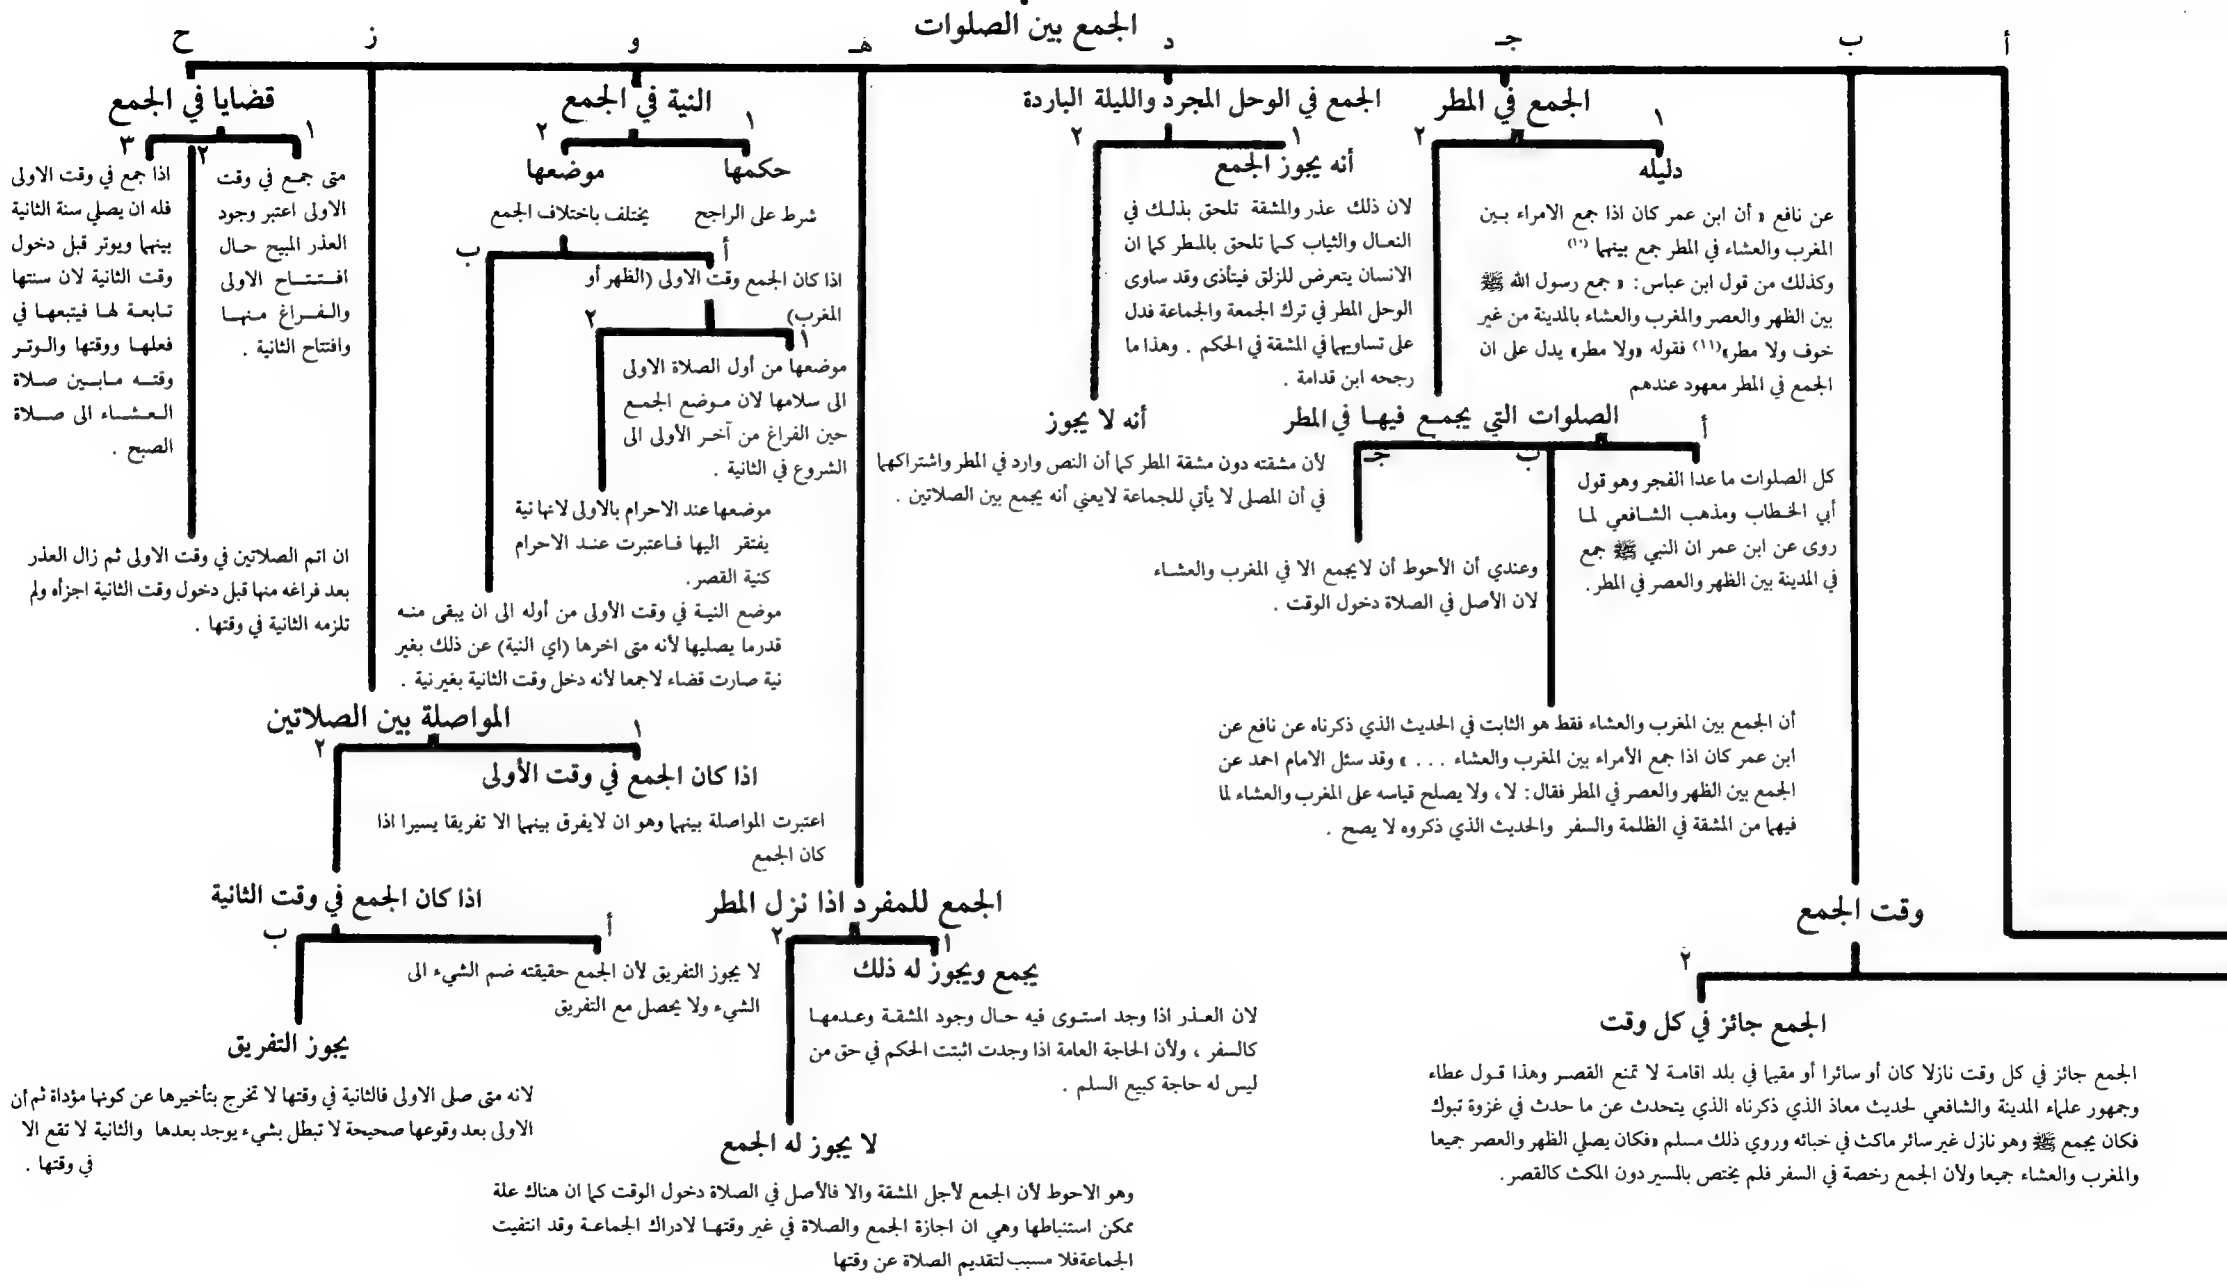 الجمع بين الصلوات
أ
ب
جـ
د
هـ
و
ز
ح
الجمع في المطر
١
٢
دليله
عن نافع « أن ابن عمر كان اذا جمع الامراء بين
المغرب والعشاء في المطر جمع بينهما (١٠)
وكذلك من قول ابن عباس: « جمع رسول الله ﷺ
بين الظهر والعصر والمغرب والعشاء بالمدينة من غير
خوف ولا مطر»(١١) فقوله «ولا مطر» يدل على ان
الجمع في المطر معهود عندهم
الصلوات التي يجمع فيها في المطر
أ
ب
جـ
كل الصلوات ما عدا الفجر وهو قول
أبي الخطاب ومذهب الشافعي لما
روى عن ابن عمر ان النبي ﷺ جمع
في المدينة بين الظهر والعصر في المطر.
وعندي أن الأحوط أن لايجمع الا في المغرب والعشاء
لان الأصل في الصلاة دخول الوقت .
أن الجمع بين المغرب والعشاء فقط هو الثابت في الحديث الذي ذكرناه عن نافع عن
ابن عمر كان اذا جمع الأمراء بين المغرب والعشاء . . . » وقد سئل الامام احمد عن
الجمع بين الظهر والعصر في المطر فقال: لا، ولا يصلح قياسه على المغرب والعشاء لما
فيهما من المشقة في الظلمة والسفر والحديث الذي ذكروه لا يصح .
وقت الجمع
٢
الجمع جائز في كل وقت
الجمع جائز في كل وقت نازلا كان أو سائرا أو مقيما في بلد اقامة لا تمنع القصر وهذا قول عطاء
وجمهور علماء المدينة والشافعي لحديث معاذ الذي ذكرناه الذي يتحدث عن ما حدث في غزوة تبوك
فكان يجمع ﷺ وهو نازل غير سائر ماكث في خبائه وروي ذلك مسلم «فكان يصلي الظهر والعصر جميعا
والمغرب والعشاء جميعا ولأن الجمع رخصة في السفر فلم يختص بالسير دون المكث كالقصر.
الجمع في الوحل المجرد والليلة الباردة
١
٢
أنه يجوز الجمع
لان ذلك عذر والمشقة تلحق بذلك في
النعال والثياب كما تلحق بالمطر كما ان
الانسان يتعرض للزلق فيتأذى وقد ساوى
الوحل المطر في ترك الجمعة والجماعة فدل
على تساويهما في المشقة في الحكم . وهذا ما
رجحه ابن قدامة .
أنه لا يجوز
لأن مشقته دون مشقة المطر كما أن النص وارد في المطر واشتراكهما
في أن المصلى لا يأتي للجماعة لايعني أنه يجمع بين الصلاتين .
الجمع للمفرد اذا نزل المطر
١
٢
يجمع ويجوز له ذلك
لان العذر اذا وجد استوى فيه حال وجود المشقة وعدمها
كالسفر ، ولأن الحاجة العامة اذا وجدت اثبتت الحكم في حق من
ليس له حاجة كبيع السلم .
لا يجوز له الجمع
وهو الاحوط لأن الجمع لأجل المشقة والا فالأصل في الصلاة دخول الوقت كما ان هناك علة
ممكن استنباطها وهي ان اجازة الجمع والصلاة في غير وقتها لادراك الجماعة وقد انتفيت
الجماعة فلا مسبب لتقديم الصلاة عن وقتها
النية في الجمع
١
٢
حكمها
شرط على الراجح
موضعها
يختلف باختلاف الجمع
أ
ب
اذا كان الجمع وقت الاولى (الظهر أو
المغرب)
١
٢
موضعها من أول الصلاة الاولى
الى سلامها لان موضع الجمع
حين الفراغ من آخر الأولى الى
الشروع في الثانية .
موضعها عند الاحرام بالاولى لانها نية
يفتقر اليها فاعتبرت عند الاحرام
كنية القصر.
موضع النية في وقت الأولى من أوله الى ان يبقى منه
قدرما يصليها لأنه متى اخرها (اي النية) عن ذلك بغير
نية صارت قضاء لاجمعا لأنه دخل وقت الثانية بغيرنية .
المواصلة بين الصلاتين
١
٢
اذا كان الجمع في وقت الأولى
اعتبرت المواصلة بينهما وهو ان لايفرق بينهما الا تفريقا يسيرا اذا
كان الجمع
اذا كان الجمع في وقت الثانية
أ
ب
لا يجوز التفريق لأن الجمع حقيقته ضم الشيء الى
الشيء ولا يحصل مع التفريق
يجوز التفريق
لانه متى صلى الاولى فالثانية في وقتها لا تخرج بتأخيرها عن كونها مؤداة ثم أن
الاولى بعد وقوعها صحيحة لا تبطل بشيء يوجد بعدها والثانية لا تقع الا
في وقتها .
قضايا في الجمع
١
٢
٣
متى جمع في وقت
الاولى اعتبر وجود
العذر المبيح حال
افتتاح الاولى
والفراغ منها
وافتتاح الثانية .
اذا جمع في وقت الاولى
فله ان يصلي سنة الثانية
بينهما ويوتر قبل دخول
وقت الثانية لان سنتها
تابعة لها فيتبعها في
فعلها ووقتها والوتر
وقته مابين صلاة
العشاء الى صلاة
الصبح .
ان اتم الصلاتين في وقت الاولى ثم زال العذر
بعد فراغه منها قبل دخول وقت الثانية اجزأه ولم
تلزمه الثانية في وقتها .